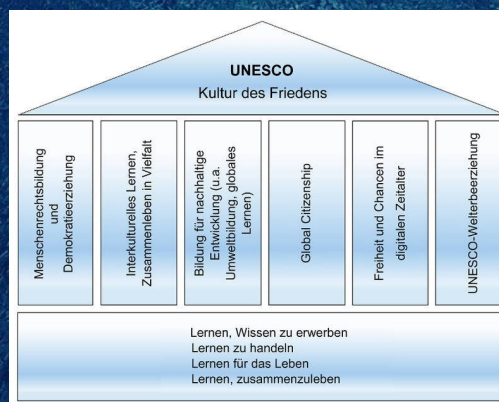 UNESCO
Kultur des Friedens
Menschenrechtsbildung
und
Demokratieerziehung
Interkulturelles Lernen,
Zusammenleben in Vielfalt
Bildung für nachhaltige
Entwicklung (u.a.
Umweltbildung, globales
Lernen)
Global Citizenship
Freiheit und Chancen im
digitalen Zeitalter
UNESCO-Welterbeerziehung
Lernen, Wissen zu erwerben
Lernen zu handeln
Lernen für das Leben
Lernen, zusammenzuleben